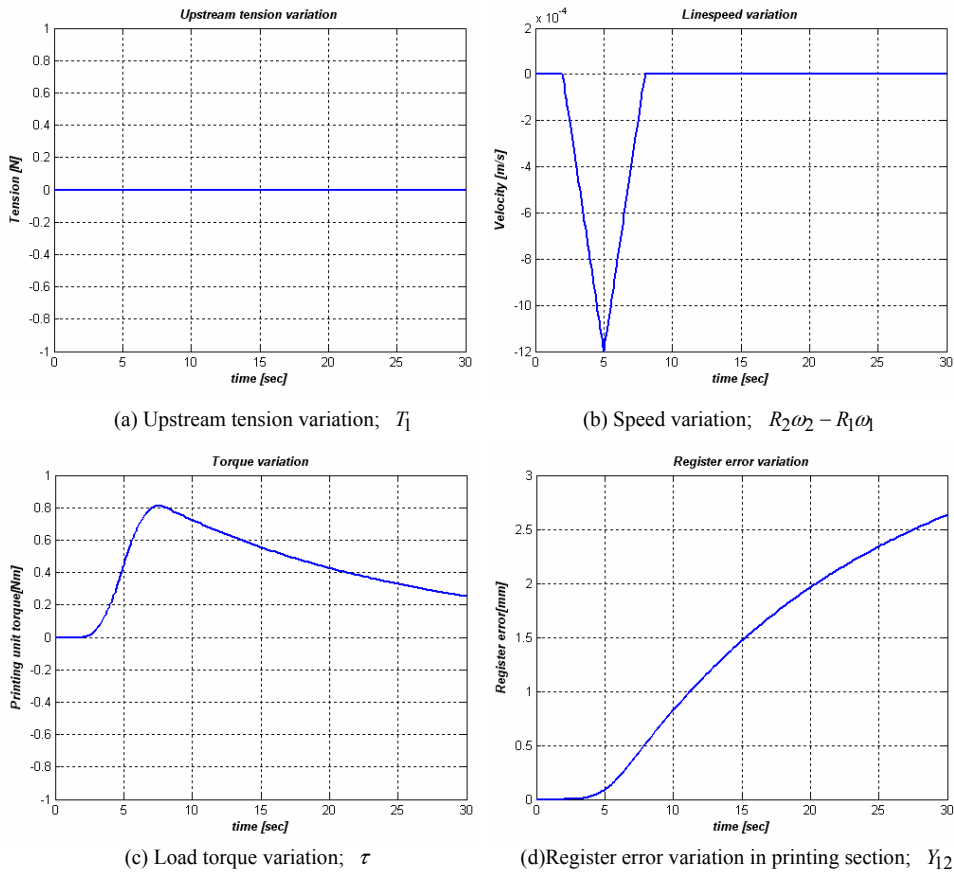 Upstream tension variation
1
0.8
0.6
0.4
0.2
0
-0.2
-0.4
-0.6
-0.8
-1
Tension [N]
0 5 10 15 20 25 30
time [sec]
(a) Upstream tension variation; T1
Linespeed variation
x 10-4
2
0
-2
-4
-6
-8
-10
-12
Velocity [m/s]
0 5 10 15 20 25 30
time [sec]
(b) Speed variation; R2ω2 − R1ω1
Torque variation
1
0.8
0.6
0.4
0.2
0
-0.2
-0.4
-0.6
-0.8
-1
Printing unit torque[Nm]
0 5 10 15 20 25 30
time [sec]
(c) Load torque variation; τ
Register error variation
3
2.5
2
1.5
1
0.5
0
Register error[mm]
0 5 10 15 20 25 30
time [sec]
(d)Register error variation in printing section; Y12